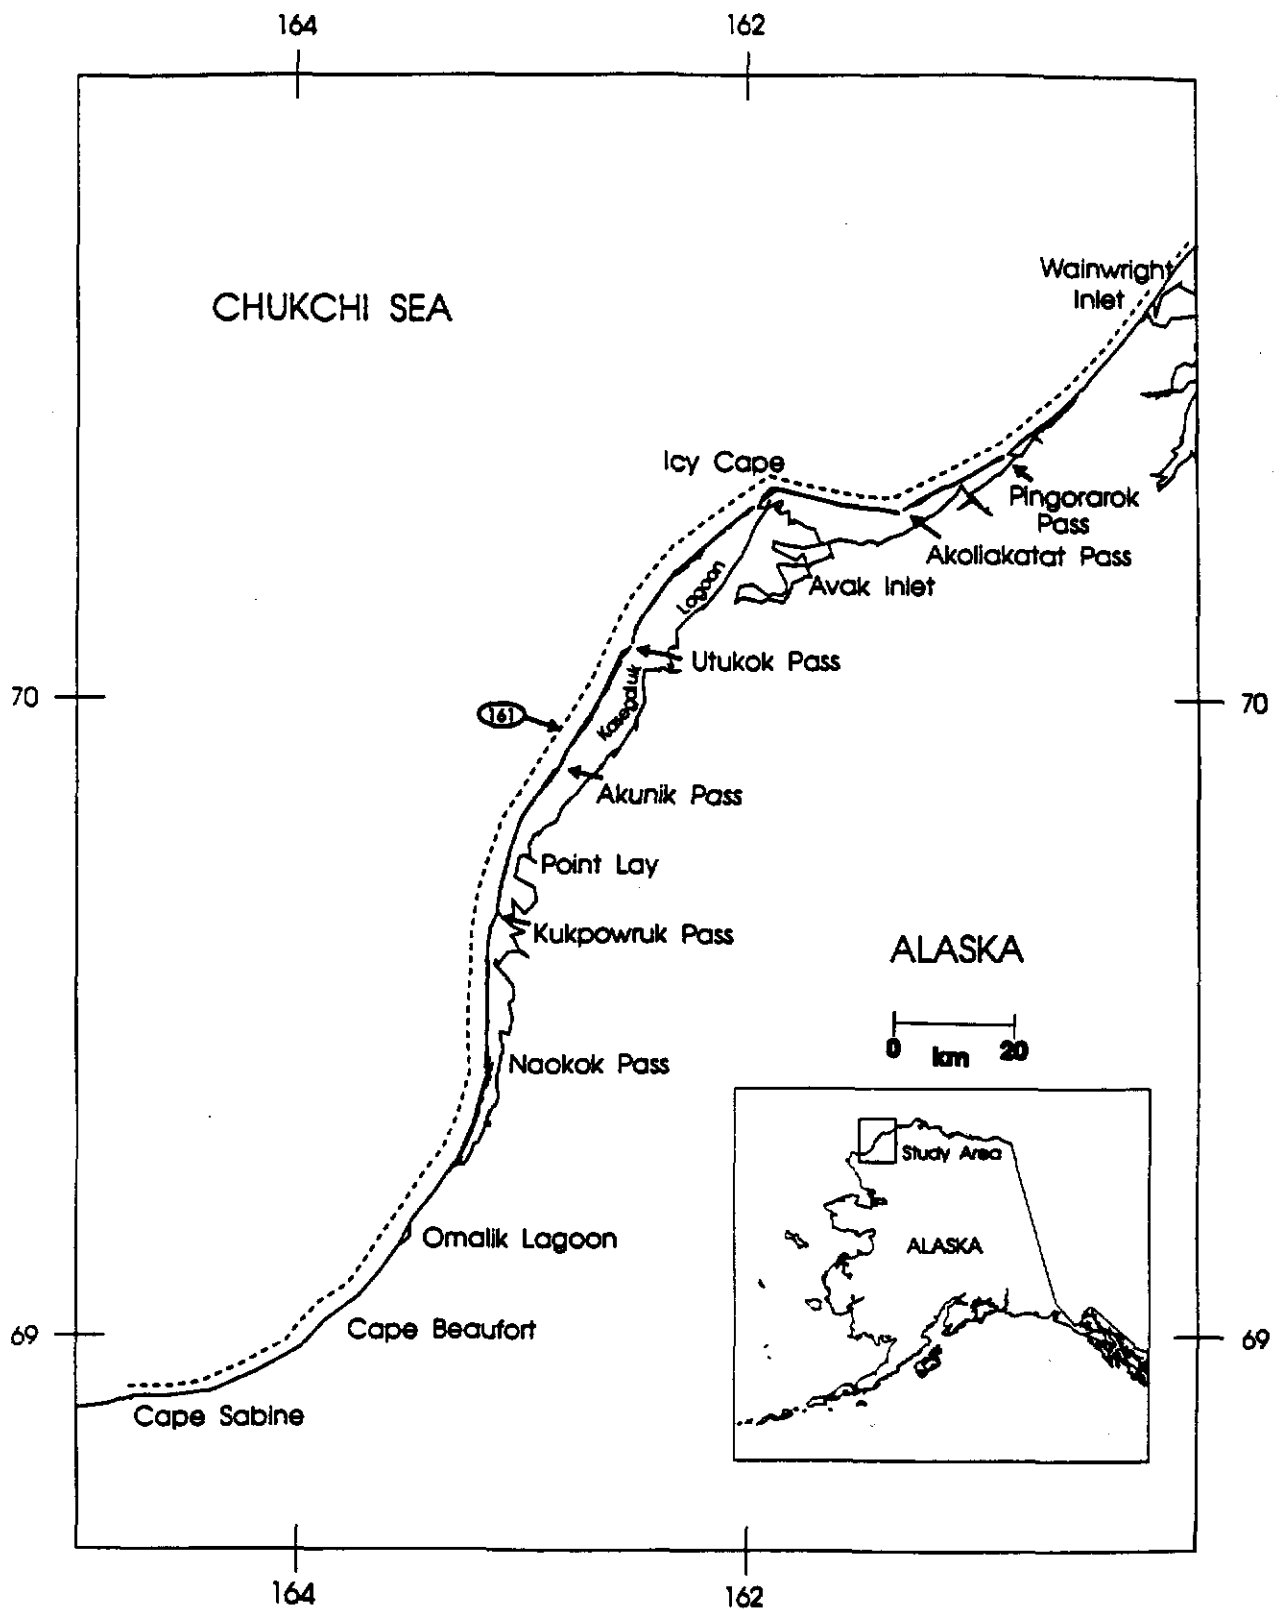 164
162
Wainwright
Inlet
CHUKCHI SEA
Icy Cape
Pingorarok
Pass
Akoliakatat Pass
Lagoon
Avak Inlet
Utukok Pass
70
70
Kasegaluk
161
Akunik Pass
Point Lay
Kukpowruk Pass
ALASKA
0 km 20
Naokok Pass
Study Area
Omalik Lagoon
ALASKA
Cape Beaufort
69
69
Cape Sabine
164
162